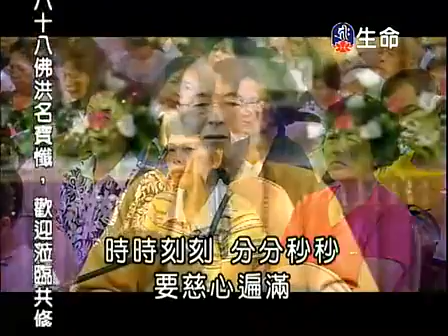 八十八佛洪名寶懺，歡迎蒞臨共修
生命
時時刻刻 分分秒秒
要慈心遍滿